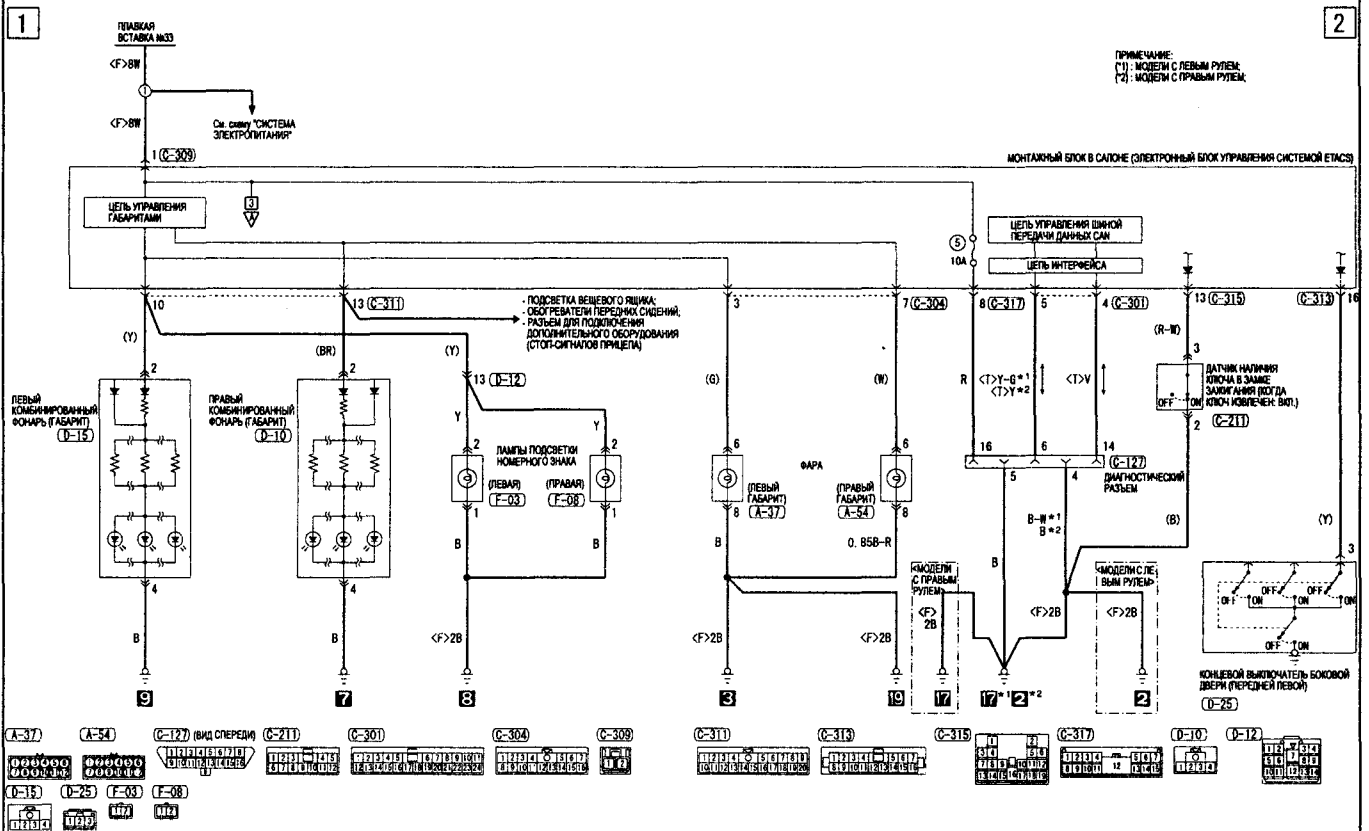 1
2
ПЛАВКАЯ
ВСТАВКА №33
<F>8W
1
<F>8W
См. схему "СИСТЕМА
ЭЛЕКТРОПИТАНИЯ"
ПРИМЕЧАНИЕ:
(*1) : МОДЕЛИ С ЛЕВЫМ РУЛЕМ;
(*2) : МОДЕЛИ С ПРАВЫМ РУЛЕМ;
1 (C-309)
МОНТАЖНЫЙ БЛОК В САЛОНЕ (ЭЛЕКТРОННЫЙ БЛОК УПРАВЛЕНИЯ СИСТЕМОЙ ETACS)
ЦЕПЬ УПРАВЛЕНИЯ
ГАБАРИТАМИ
3
A
5
10A
ЦЕПЬ УПРАВЛЕНИЯ ШИНОЙ
ПЕРЕДАЧИ ДАННЫХ CAN
ЦЕПЬ ИНТЕРФЕЙСА
10
13 (C-311)
- ПОДСВЕТКА ВЕЩЕВОГО ЯЩИКА;
- ОБОГРЕВАТЕЛИ ПЕРЕДНИХ СИДЕНИЙ;
- РАЗЪЕМ ДЛЯ ПОДКЛЮЧЕНИЯ
ДОПОЛНИТЕЛЬНОГО ОБОРУДОВАНИЯ
(СТОП-СИГНАЛОВ ПРИЦЕПА)
3
7 (C-304)
8 (C-317)
5
4 (C-301)
13 (C-315)
(C-313) 16
(Y)
(BR)
(Y)
(G)
(W)
R
<T>Y-G*1
<T>Y*2
<T>V
(R-W)
3
ДАТЧИК НАЛИЧИЯ
КЛЮЧА В ЗАМКЕ
ЗАЖИГАНИЯ (КОГДА
КЛЮЧ ИЗВЛЕЧЕН: ВКЛ.)
OFF ON
2
(C-211)
2
2
13 (D-12)
ЛЕВЫЙ
КОМБИНИРОВАННЫЙ
ФОНАРЬ (ГАБАРИТ)
(D-15)
ПРАВЫЙ
КОМБИНИРОВАННЫЙ
ФОНАРЬ (ГАБАРИТ)
(D-10)
Y
Y
2
2
ЛАМПЫ ПОДСВЕТКИ
НОМЕРНОГО ЗНАКА
(ЛЕВАЯ)
(F-03)
(ПРАВАЯ)
(F-08)
1
1
6
6
ФАРА
(ЛЕВЫЙ
ГАБАРИТ)
(A-37)
(ПРАВЫЙ
ГАБАРИТ)
(A-54)
8
8
16
6
14
(C-127)
ДИАГНОСТИЧЕСКИЙ
РАЗЪЕМ
5
4
B
B
B
0.85B-R
B
B-W*1
B*2
(B)
(Y)
3
4
4
B
B
<F>2B
<F>2B
<F>2B
<МОДЕЛИ
С ПРАВЫМ
РУЛЕМ>
<F>
2B
<F>2B
<МОДЕЛИ С ЛЕ
ВЫМ РУЛЕМ>
<F>2B
OFF ON
OFF ON
OFF ON
OFF ON
КОНЦЕВОЙ ВЫКЛЮЧАТЕЛЬ БОКОВОЙ
ДВЕРИ (ПЕРЕДНЕЙ ЛЕВОЙ)
(D-25)
9
7
8
3
19
17
17*1 2*2
2
(A-37)
(A-54)
(C-127) (ВИД СПЕРЕДИ)
(C-211)
(C-301)
(C-304)
(C-309)
(C-311)
(C-313)
(C-315)
(C-317)
(D-10)
(D-12)
(D-15)
(D-25)
(F-03)
(F-08)